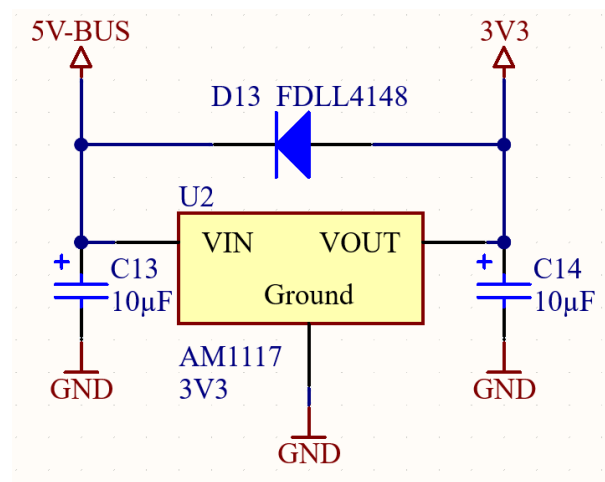 5V-BUS
3V3
D13 FDLL4148
U2
VIN
VOUT
Ground
+
C13
10µF
+
C14
10µF
AM1117
3V3
GND
GND
GND